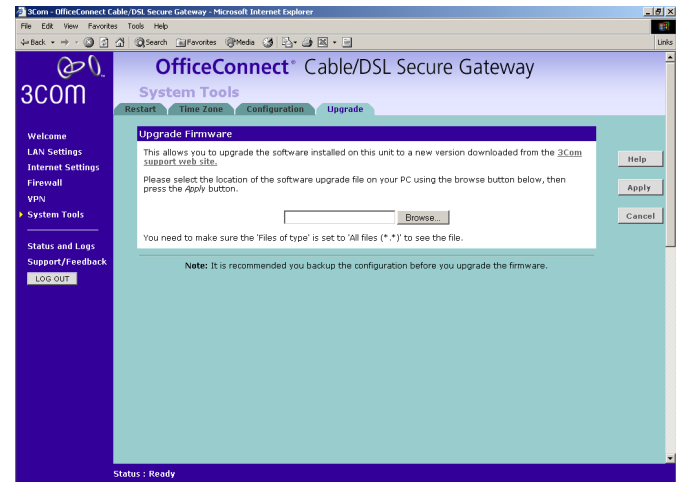 3Com - OfficeConnect Cable/DSL Secure Gateway - Microsoft Internet Explorer
File Edit View Favorites Tools Help
Back Search Favorites Media Links
3COM
OfficeConnect Cable/DSL Secure Gateway
System Tools
Restart Time Zone Configuration Upgrade
Welcome
LAN Settings
Internet Settings
Firewall
VPN
System Tools
Status and Logs
Support/Feedback
LOG OUT
Upgrade Firmware
This allows you to upgrade the software installed on this unit to a new version downloaded from the 3Com
support web site.
Please select the location of the software upgrade file on your PC using the browse button below, then
press the Apply button.
Browse...
You need to make sure the 'Files of type' is set to 'All files (*.*)' to see the file.
Note: It is recommended you backup the configuration before you upgrade the firmware.
Help
Apply
Cancel
Status : Ready